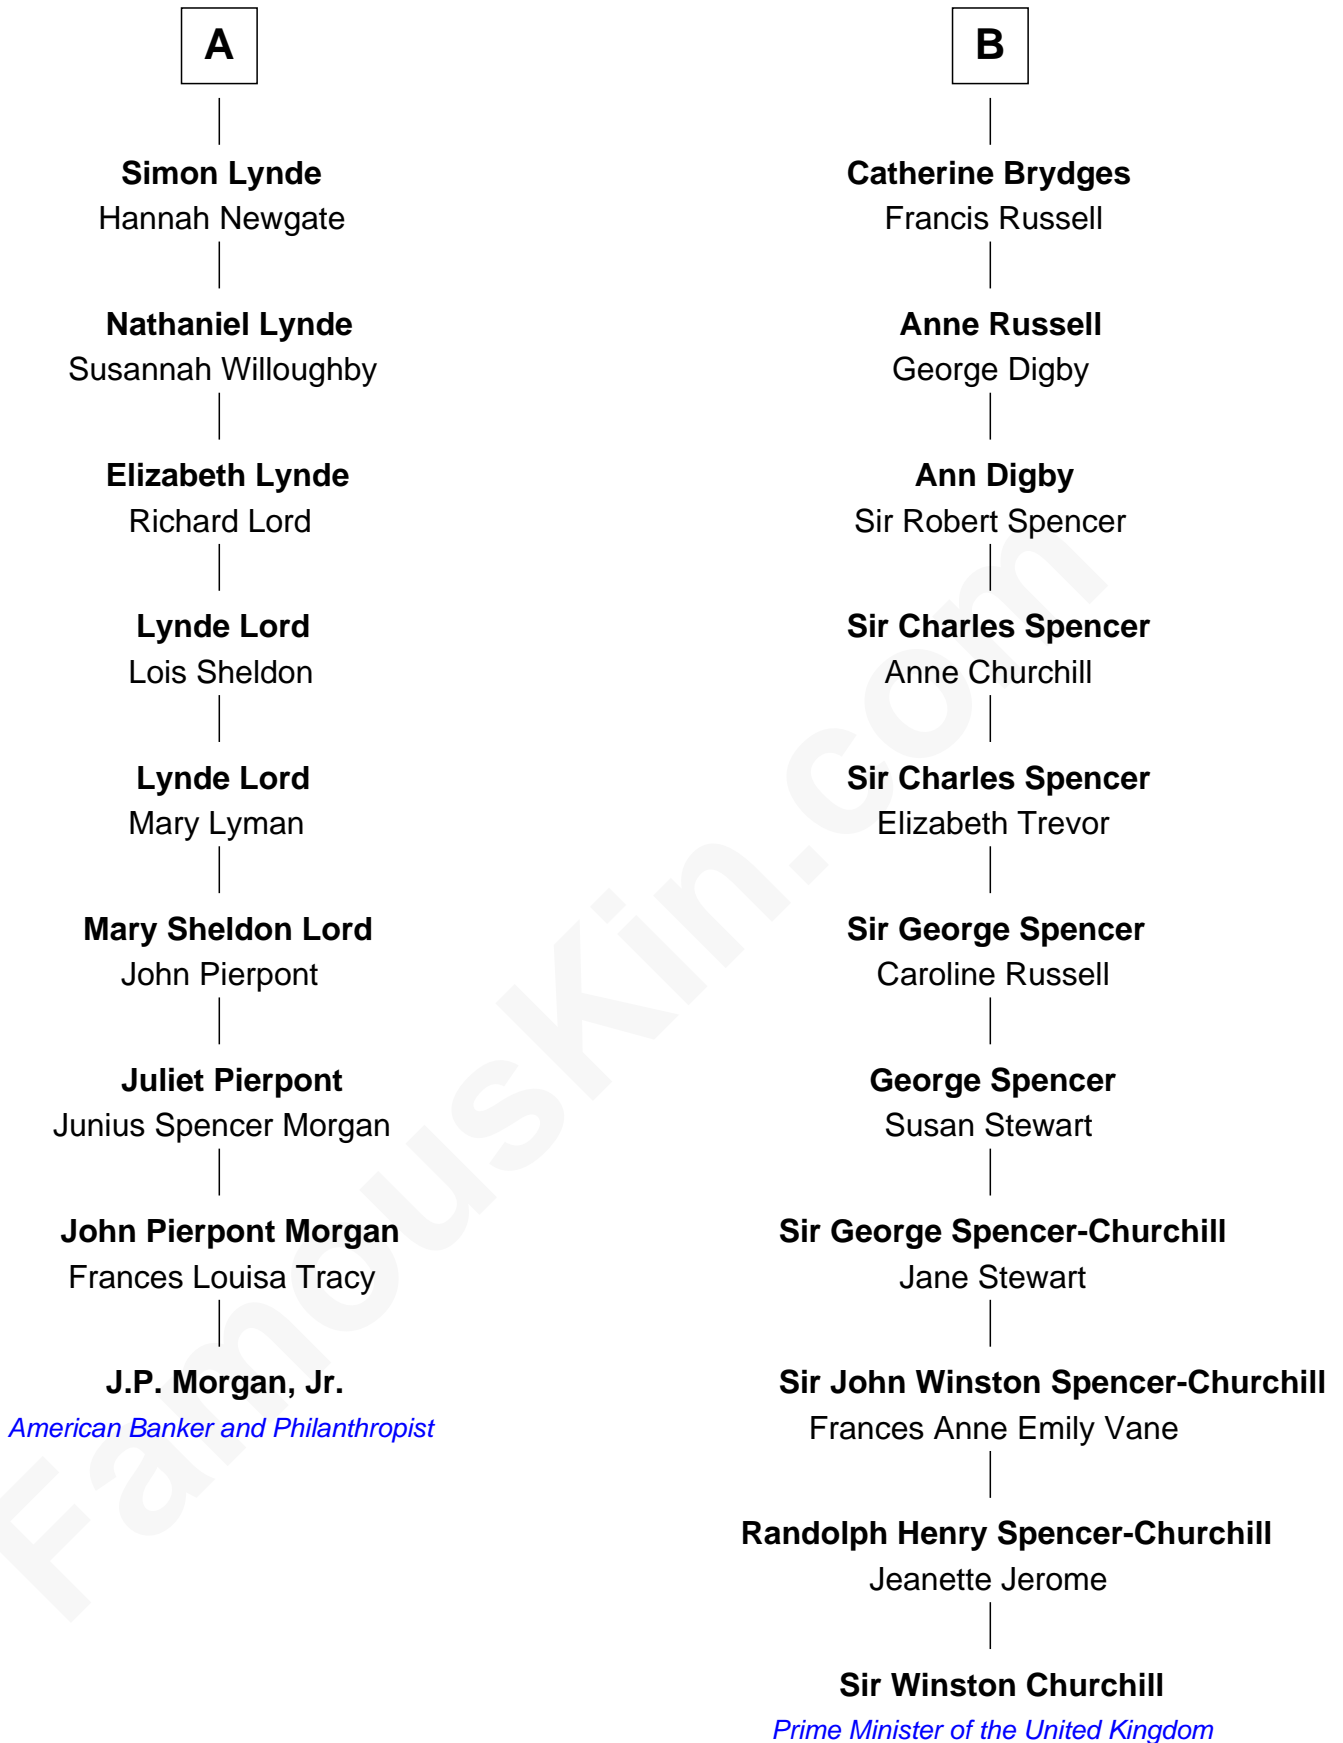 A
Simon Lynde
Hannah Newgate
Nathaniel Lynde
Susannah Willoughby
Elizabeth Lynde
Richard Lord
Lynde Lord
Lois Sheldon
Lynde Lord
Mary Lyman
Mary Sheldon Lord
John Pierpont
Juliet Pierpont
Junius Spencer Morgan
John Pierpont Morgan
Frances Louisa Tracy
J.P. Morgan, Jr.
American Banker and Philanthropist
B
Catherine Brydges
Francis Russell
Anne Russell
George Digby
Ann Digby
Sir Robert Spencer
Sir Charles Spencer
Anne Churchill
Sir Charles Spencer
Elizabeth Trevor
Sir George Spencer
Caroline Russell
George Spencer
Susan Stewart
Sir George Spencer-Churchill
Jane Stewart
Sir John Winston Spencer-Churchill
Frances Anne Emily Vane
Randolph Henry Spencer-Churchill
Jeanette Jerome
Sir Winston Churchill
Prime Minister of the United Kingdom
FamousKin.com